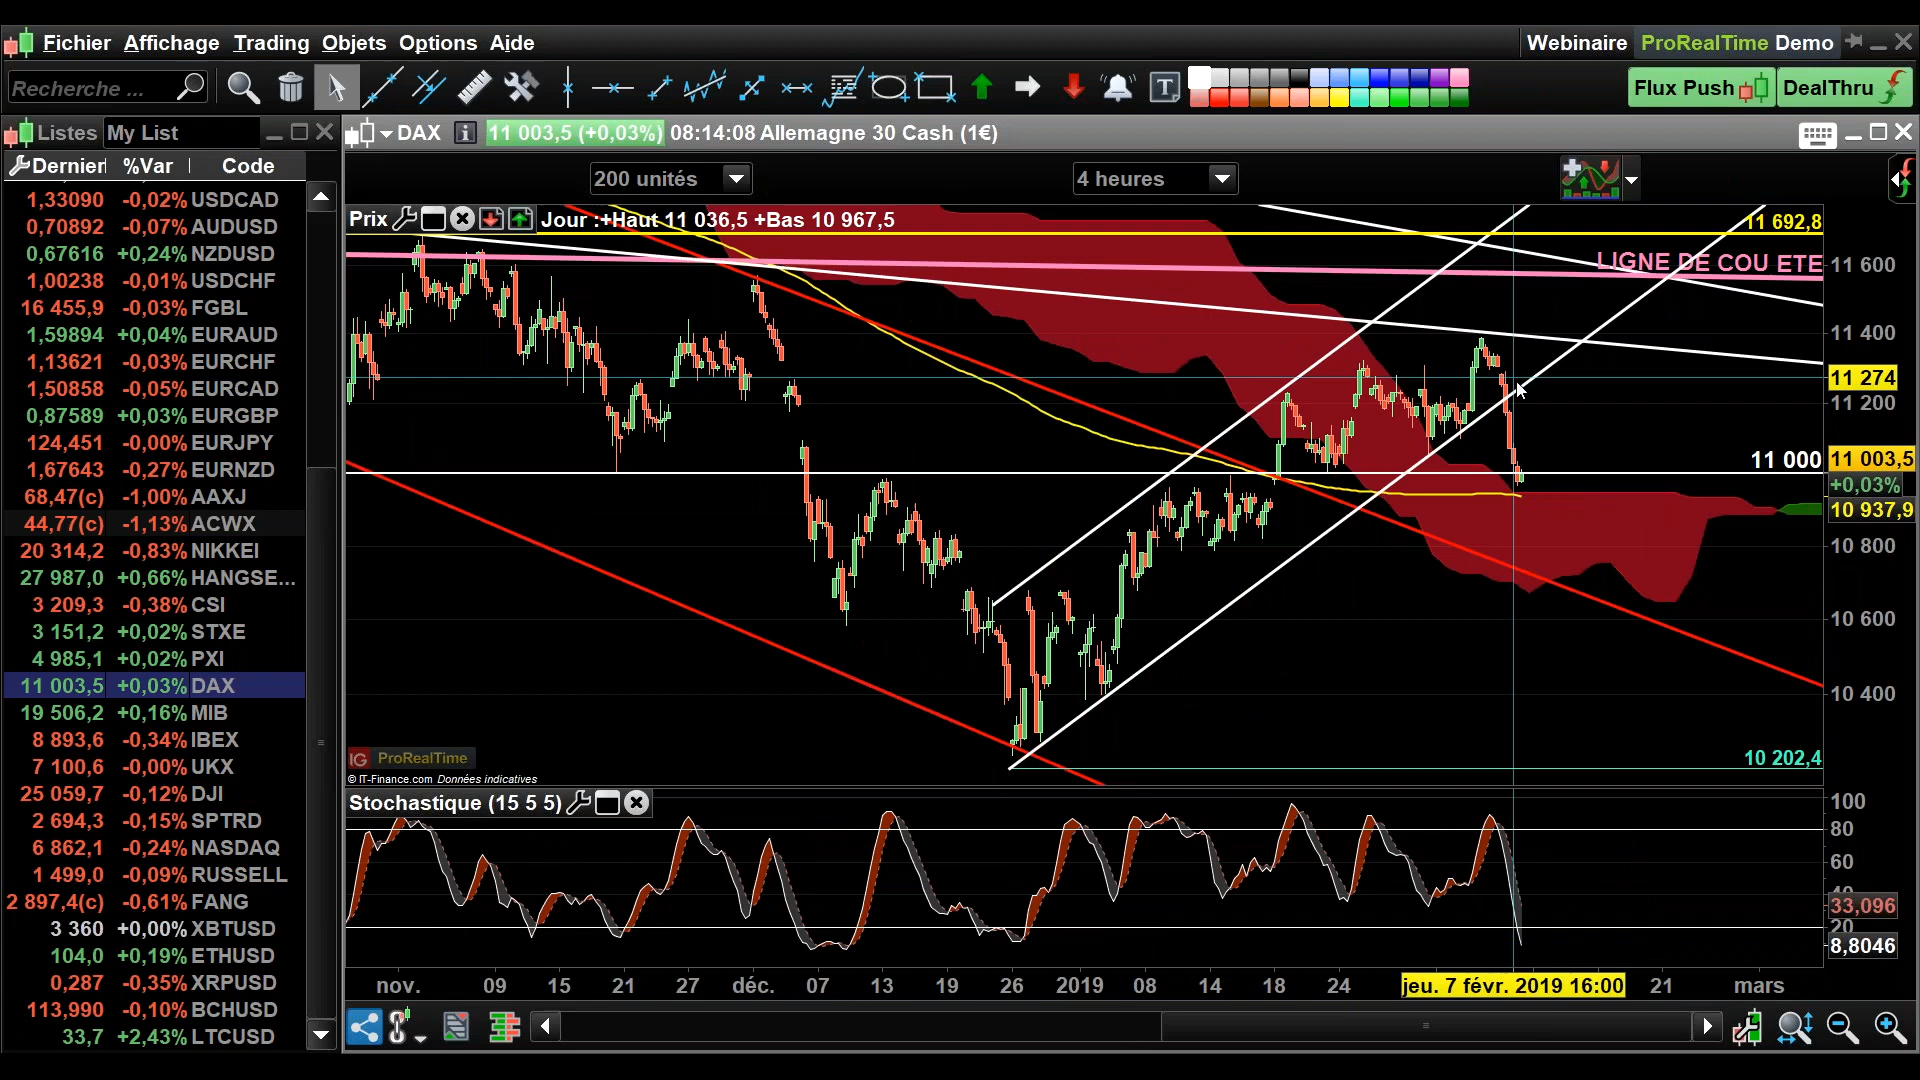 Fichier Affichage Trading Objets Options Aide
Webinaire ProRealTime Demo
Recherche ...
T
Flux Push
DealThru
Listes My List
DAX i 11 003,5 (+0,03%) 08:14:08 Allemagne 30 Cash (1€)
Dernier %Var Code
200 unités
4 heures
1,33090 -0,02% USDCAD
0,70892 -0,07% AUDUSD
0,67616 +0,24% NZDUSD
1,00238 -0,01% USDCHF
16 455,9 -0,03% FGBL
1,59894 +0,04% EURAUD
1,13621 -0,03% EURCHF
1,50858 -0,05% EURCAD
0,87589 +0,03% EURGBP
124,451 -0,00% EURJPY
1,67643 -0,27% EURNZD
68,47(c) -1,00% AAXJ
44,77(c) -1,13% ACWX
20 314,2 -0,83% NIKKEI
27 987,0 +0,66% HANGSE...
3 209,3 -0,38% CSI
3 151,2 +0,02% STXE
4 985,1 +0,02% PXI
11 003,5 +0,03% DAX
19 506,2 +0,16% MIB
8 893,6 -0,34% IBEX
7 100,6 -0,00% UKX
25 059,7 -0,12% DJI
2 694,3 -0,15% SPTRD
6 862,1 -0,24% NASDAQ
1 499,0 -0,09% RUSSELL
2 897,4(c) -0,61% FANG
3 360 +0,00% XBTUSD
104,0 +0,19% ETHUSD
0,287 -0,35% XRPUSD
113,990 -0,10% BCHUSD
33,7 +2,43% LTCUSD
Prix Jour :+Haut 11 036,5 +Bas 10 967,5
11 692,8
LIGNE DE COU ETE
11 600
11 400
11 274
11 200
11 000
11 003,5
+0,03%
10 937,9
10 800
10 600
10 400
10 202,4
IG ProRealTime
© IT-Finance.com Données indicatives
Stochastique (15 5 5)
100
80
60
40
33,096
20
8,8046
nov. 09 15 21 27 déc. 07 13 19 26 2019 08 14 18 24 jeu. 7 févr. 2019 16:00 21 mars